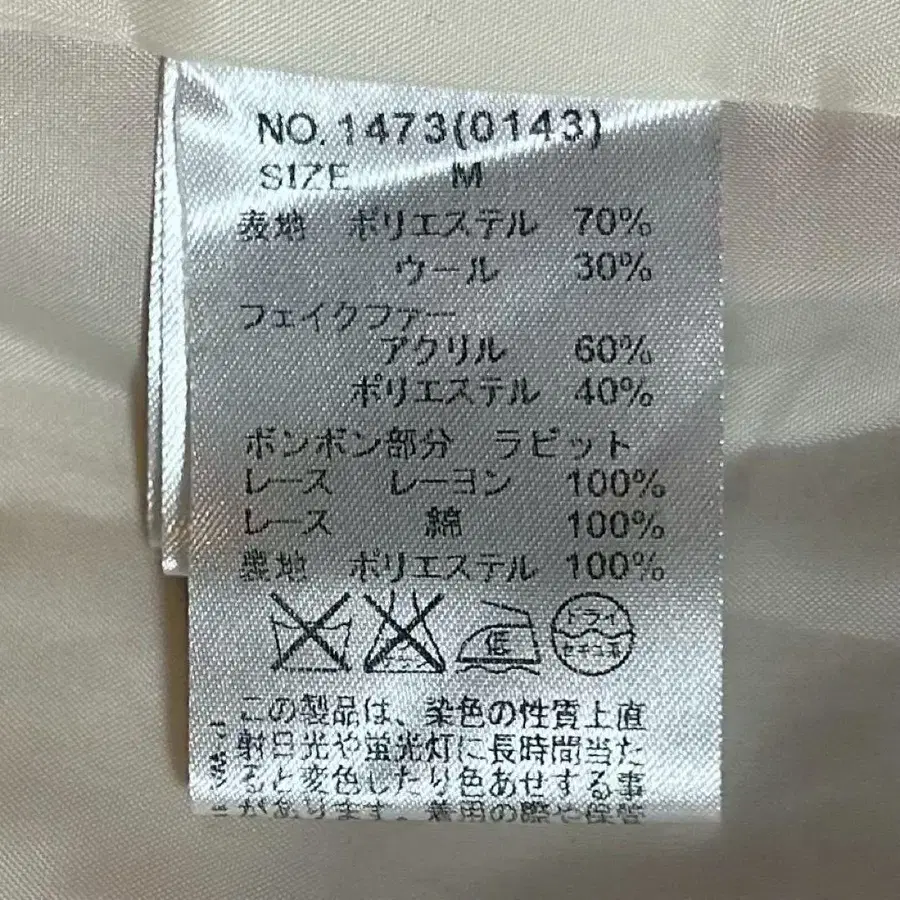 NO.1473(0143)
SIZE M
表地 ポリエステル 70%
ウール 30%
フェイクファー
アクリル 60%
ポリエステル 40%
ボンボン部分 ラビット
レース レーヨン 100%
レース 綿 100%
裏地 ポリエステル 100%
低 ドライ
セキユ系
この製品は、染色の性質上直
射日光や蛍光灯に長時間当た
ると変色したり色あせする事
があります。着用の際や保管